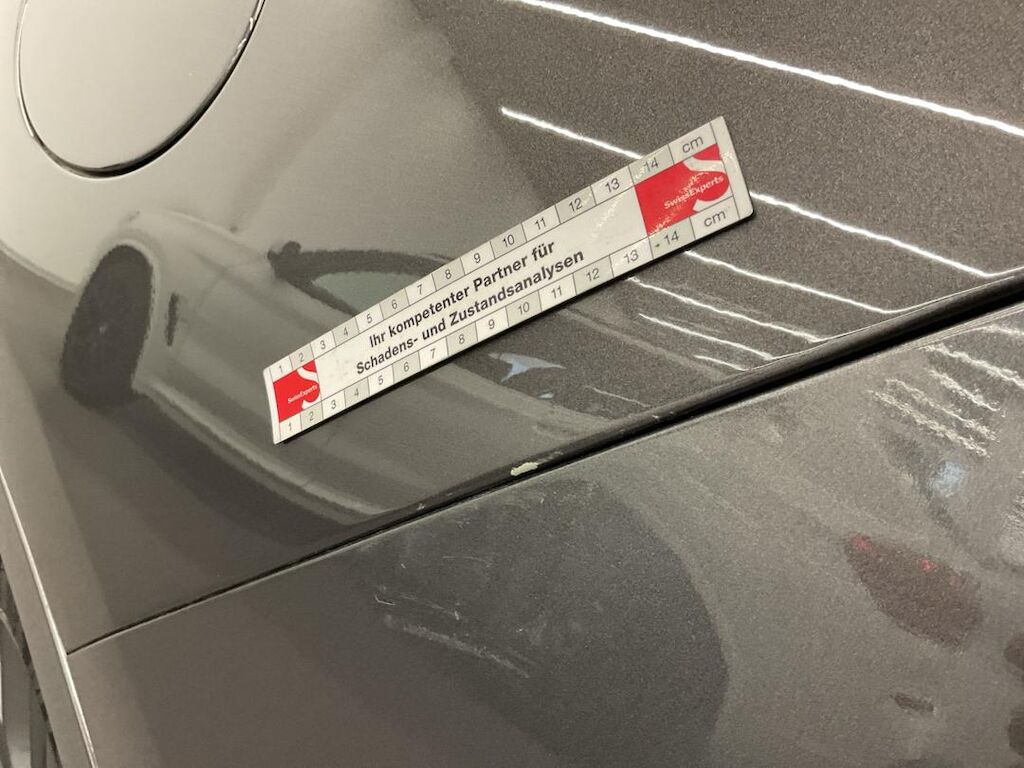 1 2 3 4 5 6 7 8 9 10 11 12 13 14 cm
SwissExperts
Ihr kompetenter Partner für
Schadens- und Zustandsanalysen
SwissExperts
1 2 3 4 5 6 7 8 9 10 11 12 13 14 cm